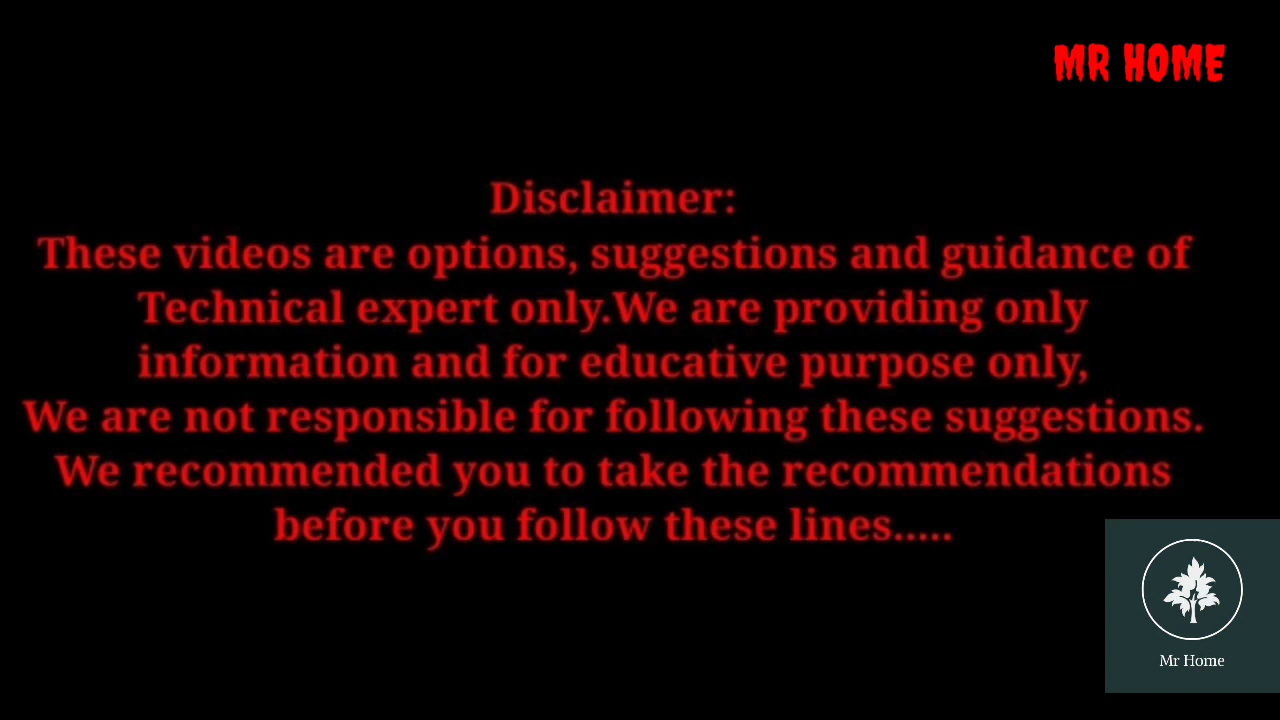 MR HOME
Disclaimer:
These videos are options, suggestions and guidance of
Technical expert only.We are providing only
information and for educative purpose only,
We are not responsible for following these suggestions.
We recommended you to take the recommendations
before you follow these lines.....
Mr Home